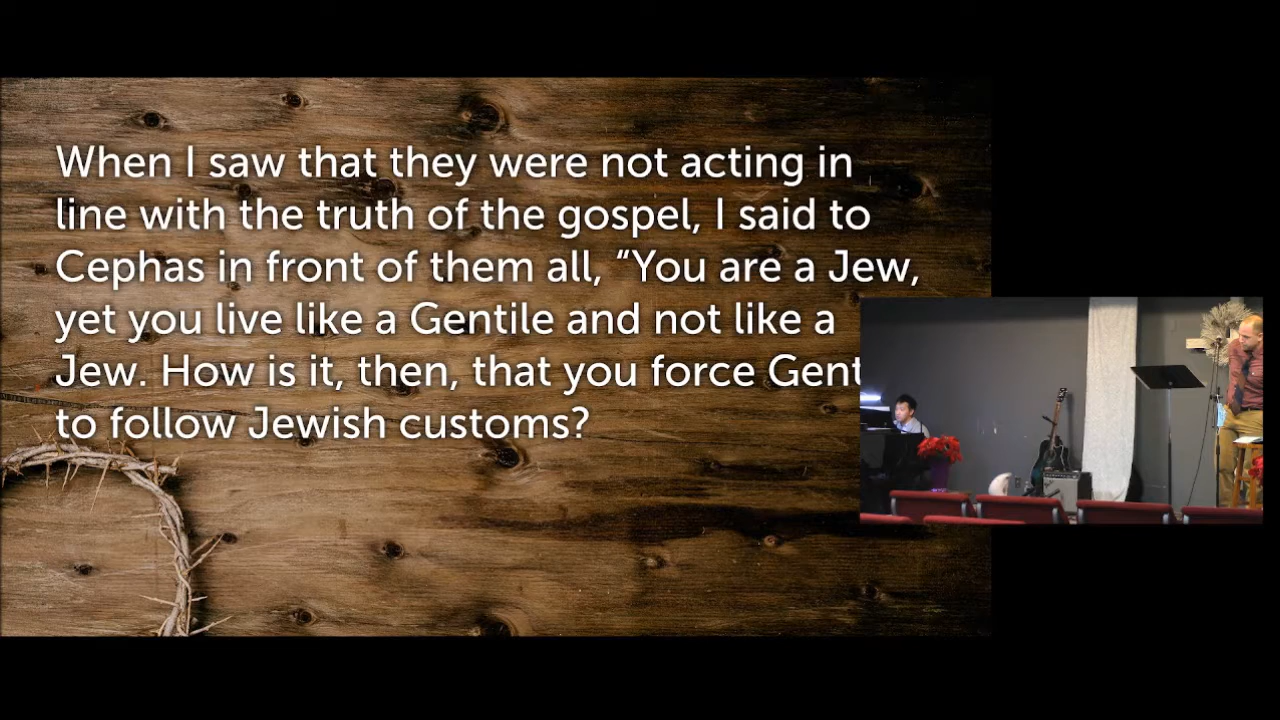 When I saw that they were not acting in
line with the truth of the gospel, I said to
Cephas in front of them all, “You are a Jew,
yet you live like a Gentile and not like a
Jew. How is it, then, that you force
to follow Jewish customs?